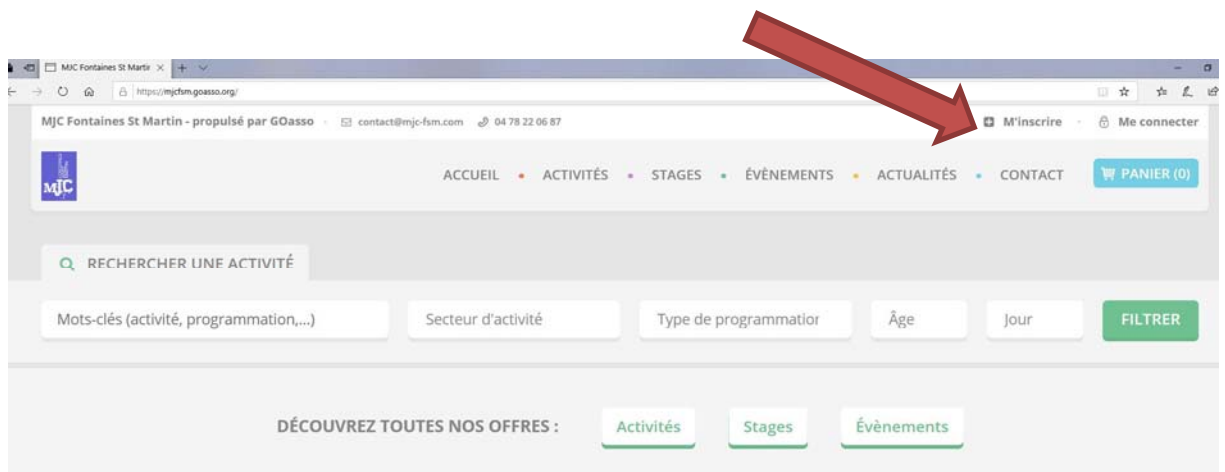 MJC Fontaines St Martin
https://mjcfsm.goasso.org/
MJC Fontaines St Martin - propulsé par GOasso contact@mjc-fsm.com 04 78 22 06 87 M'inscrire Me connecter
MJC ACCUEIL • ACTIVITÉS • STAGES • ÉVÈNEMENTS • ACTUALITÉS • CONTACT PANIER (0)
RECHERCHER UNE ACTIVITÉ
Mots-clés (activité, programmation,...) Secteur d'activité Type de programmation Âge Jour FILTRER
DÉCOUVREZ TOUTES NOS OFFRES : Activités Stages Évènements